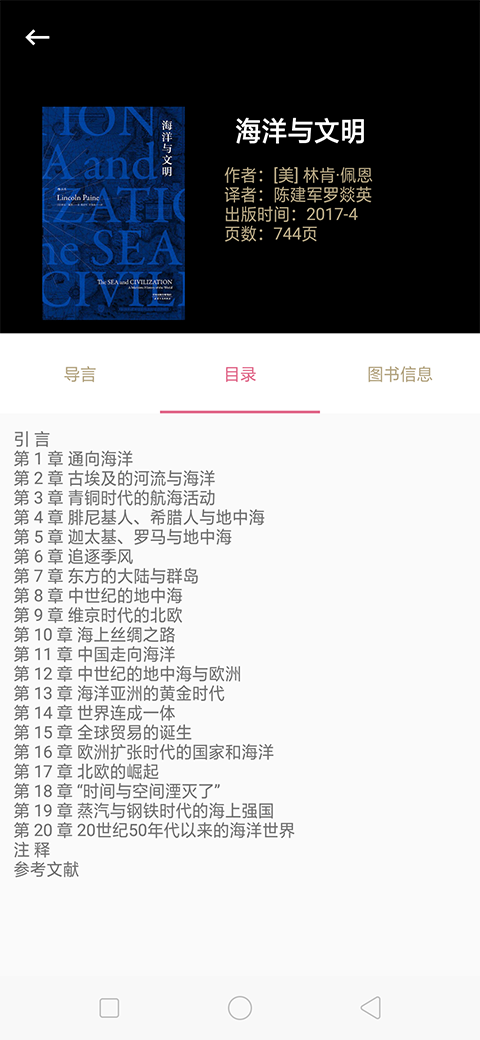 海洋与文明
作者：[美] 林肯·佩恩
译者：陈建军罗燚英
出版时间：2017-4
页数：744页
TION
A and
LIZATI
he SEA
CIVILIZ
海洋与文明
Lincoln Paine
The SEA and CIVILIZATION
A Maritime History of the World
导言
目录
图书信息
引 言
第 1 章 通向海洋
第 2 章 古埃及的河流与海洋
第 3 章 青铜时代的航海活动
第 4 章 腓尼基人、希腊人与地中海
第 5 章 迦太基、罗马与地中海
第 6 章 追逐季风
第 7 章 东方的大陆与群岛
第 8 章 中世纪的地中海
第 9 章 维京时代的北欧
第 10 章 海上丝绸之路
第 11 章 中国走向海洋
第 12 章 中世纪的地中海与欧洲
第 13 章 海洋亚洲的黄金时代
第 14 章 世界连成一体
第 15 章 全球贸易的诞生
第 16 章 欧洲扩张时代的国家和海洋
第 17 章 北欧的崛起
第 18 章 “时间与空间湮灭了”
第 19 章 蒸汽与钢铁时代的海上强国
第 20 章 20世纪50年代以来的海洋世界
注 释
参考文献